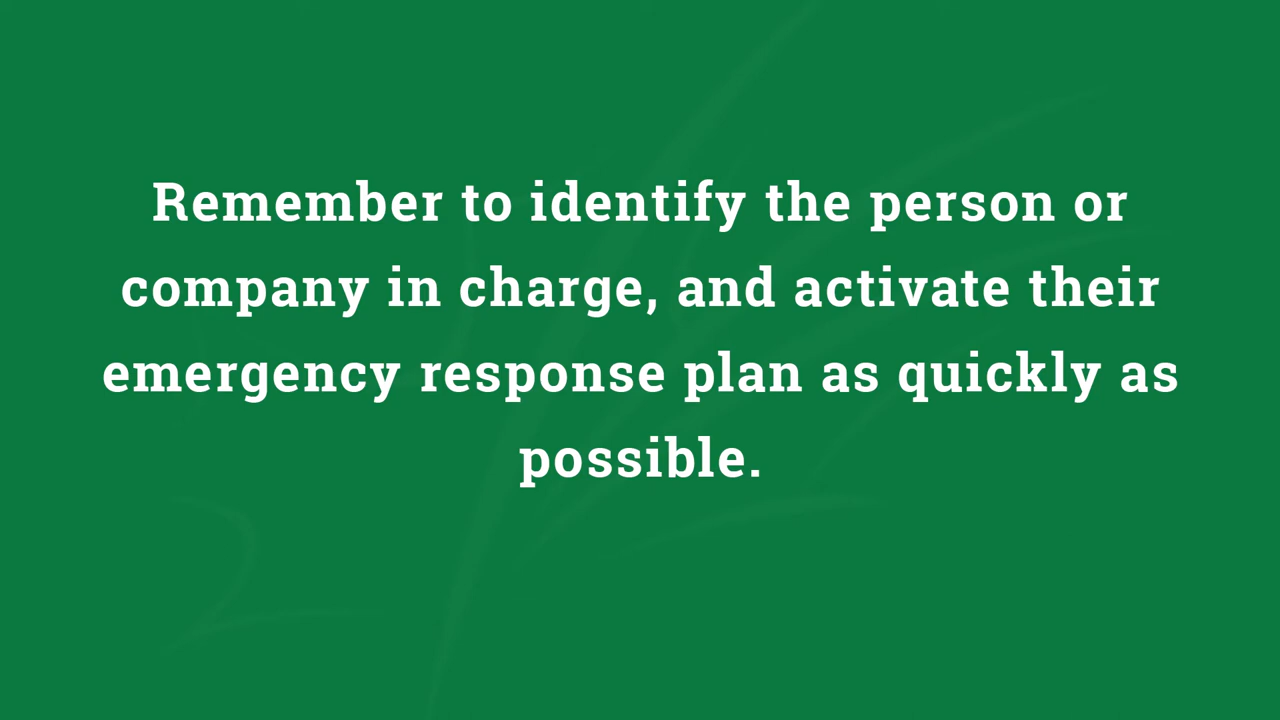 Remember to identify the person or
company in charge, and activate their
emergency response plan as quickly as
possible.